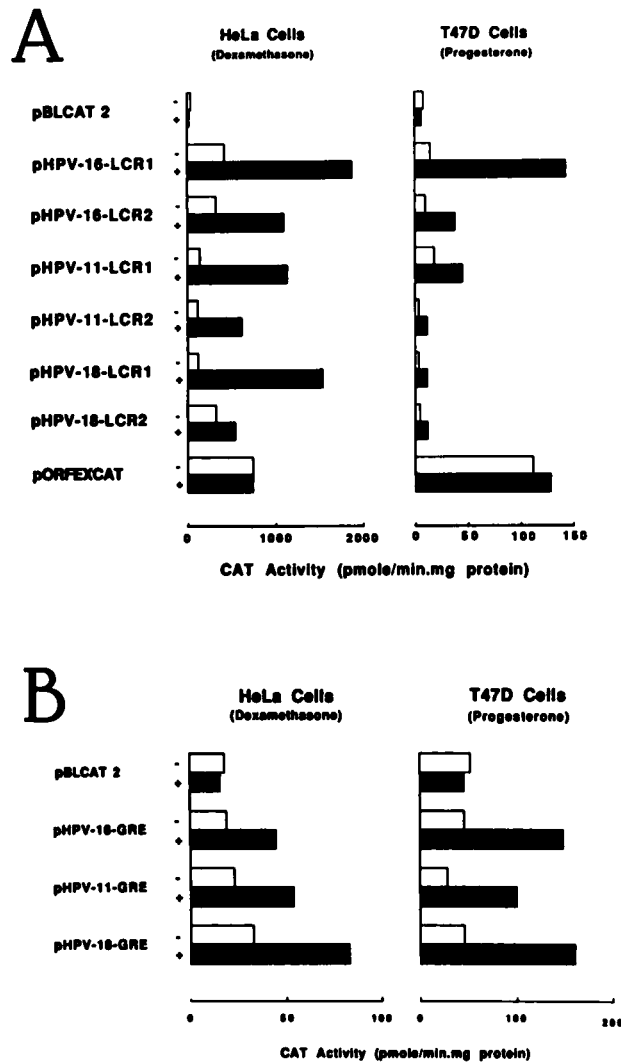 A
HeLa Cells
(Dexamethasone)
T47D Cells
(Progesterone)
pBLCAT 2
-
+
pHPV-16-LCR1
-
+
pHPV-16-LCR2
-
+
pHPV-11-LCR1
-
+
pHPV-11-LCR2
-
+
pHPV-18-LCR1
-
+
pHPV-18-LCR2
-
+
pORFEXCAT
-
+
0 1000 2000
0 50 100 150
CAT Activity (pmole/min.mg protein)
B
HeLa Cells
(Dexamethasone)
T47D Cells
(Progesterone)
pBLCAT 2
-
+
pHPV-16-GRE
-
+
pHPV-11-GRE
-
+
pHPV-18-GRE
-
+
0 50 100
0 100 200
CAT Activity (pmole/min.mg protein)